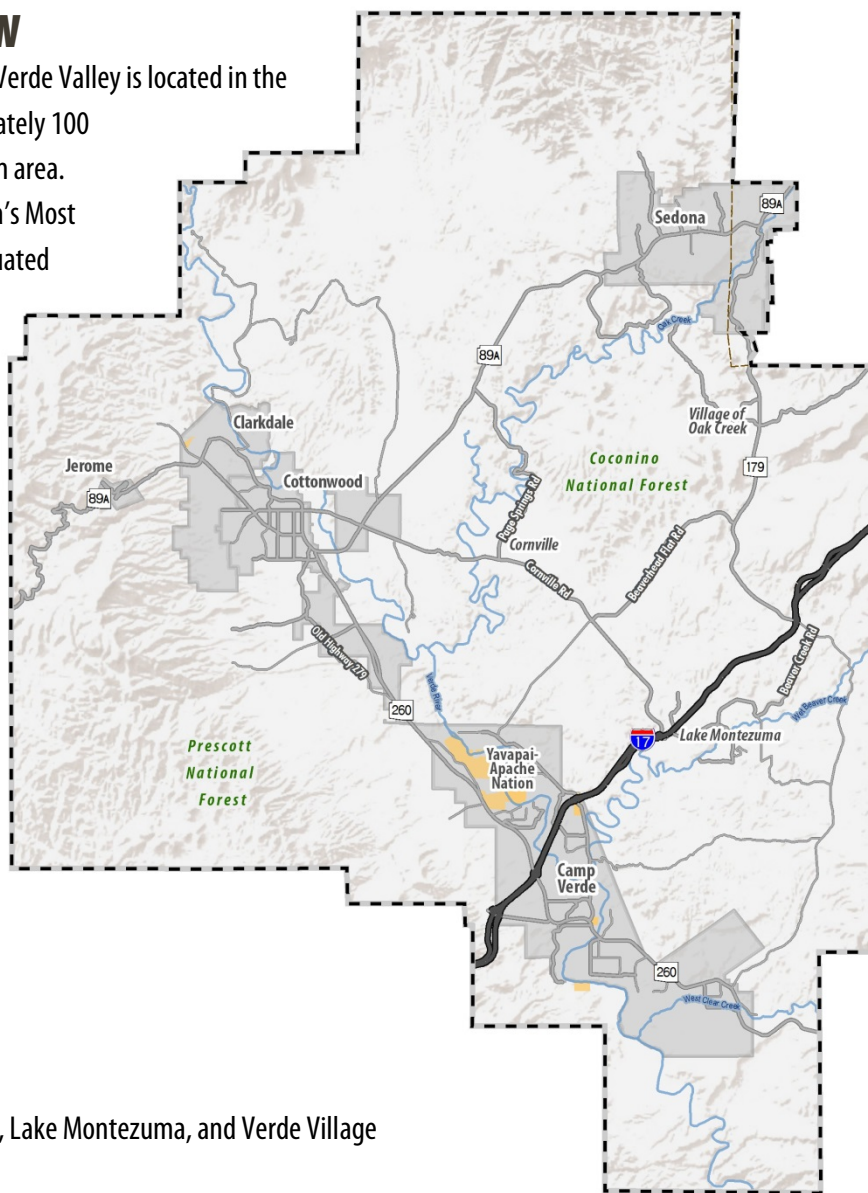 W
Verde Valley is located in the
ately 100
n area.
a's Most
uated
89A
Sedona
Oak Creek
89A
Village of
Oak Creek
Clarkdale
Coconino
National Forest
179
Jerome
Cottonwood
89A
Page Springs Rd
Cornville
Beaverhead Flat Rd
Cornville Rd
Old Highway 279
Beaver Creek Rd
Verde River
260
Wet Beaver Creek
Lake Montezuma
17
Prescott
National
Forest
Yavapai-
Apache
Nation
Camp
Verde
260
West Clear Creek
, Lake Montezuma, and Verde Village